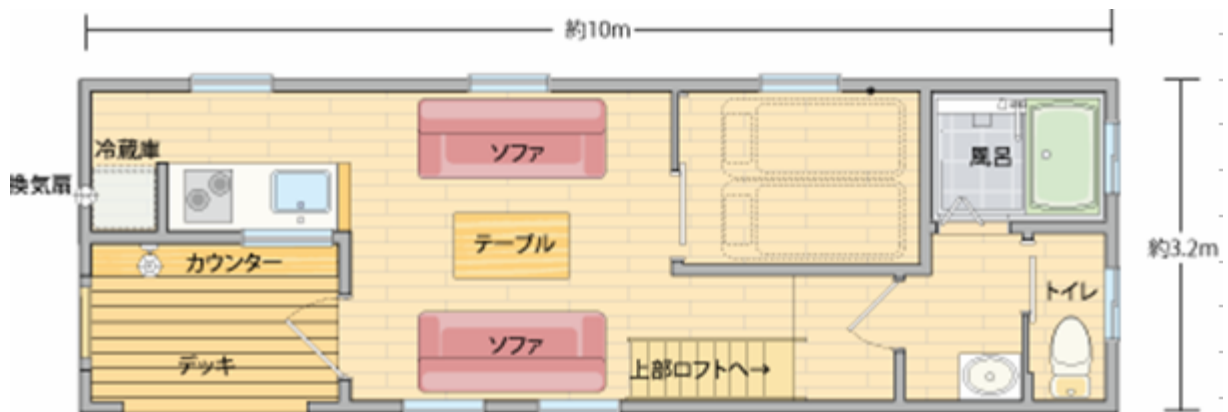 約10m
冷蔵庫
換気扇
ソファ
風呂
テーブル
カウンター
約3.2m
トイレ
デッキ
ソファ
上部ロフトへ→